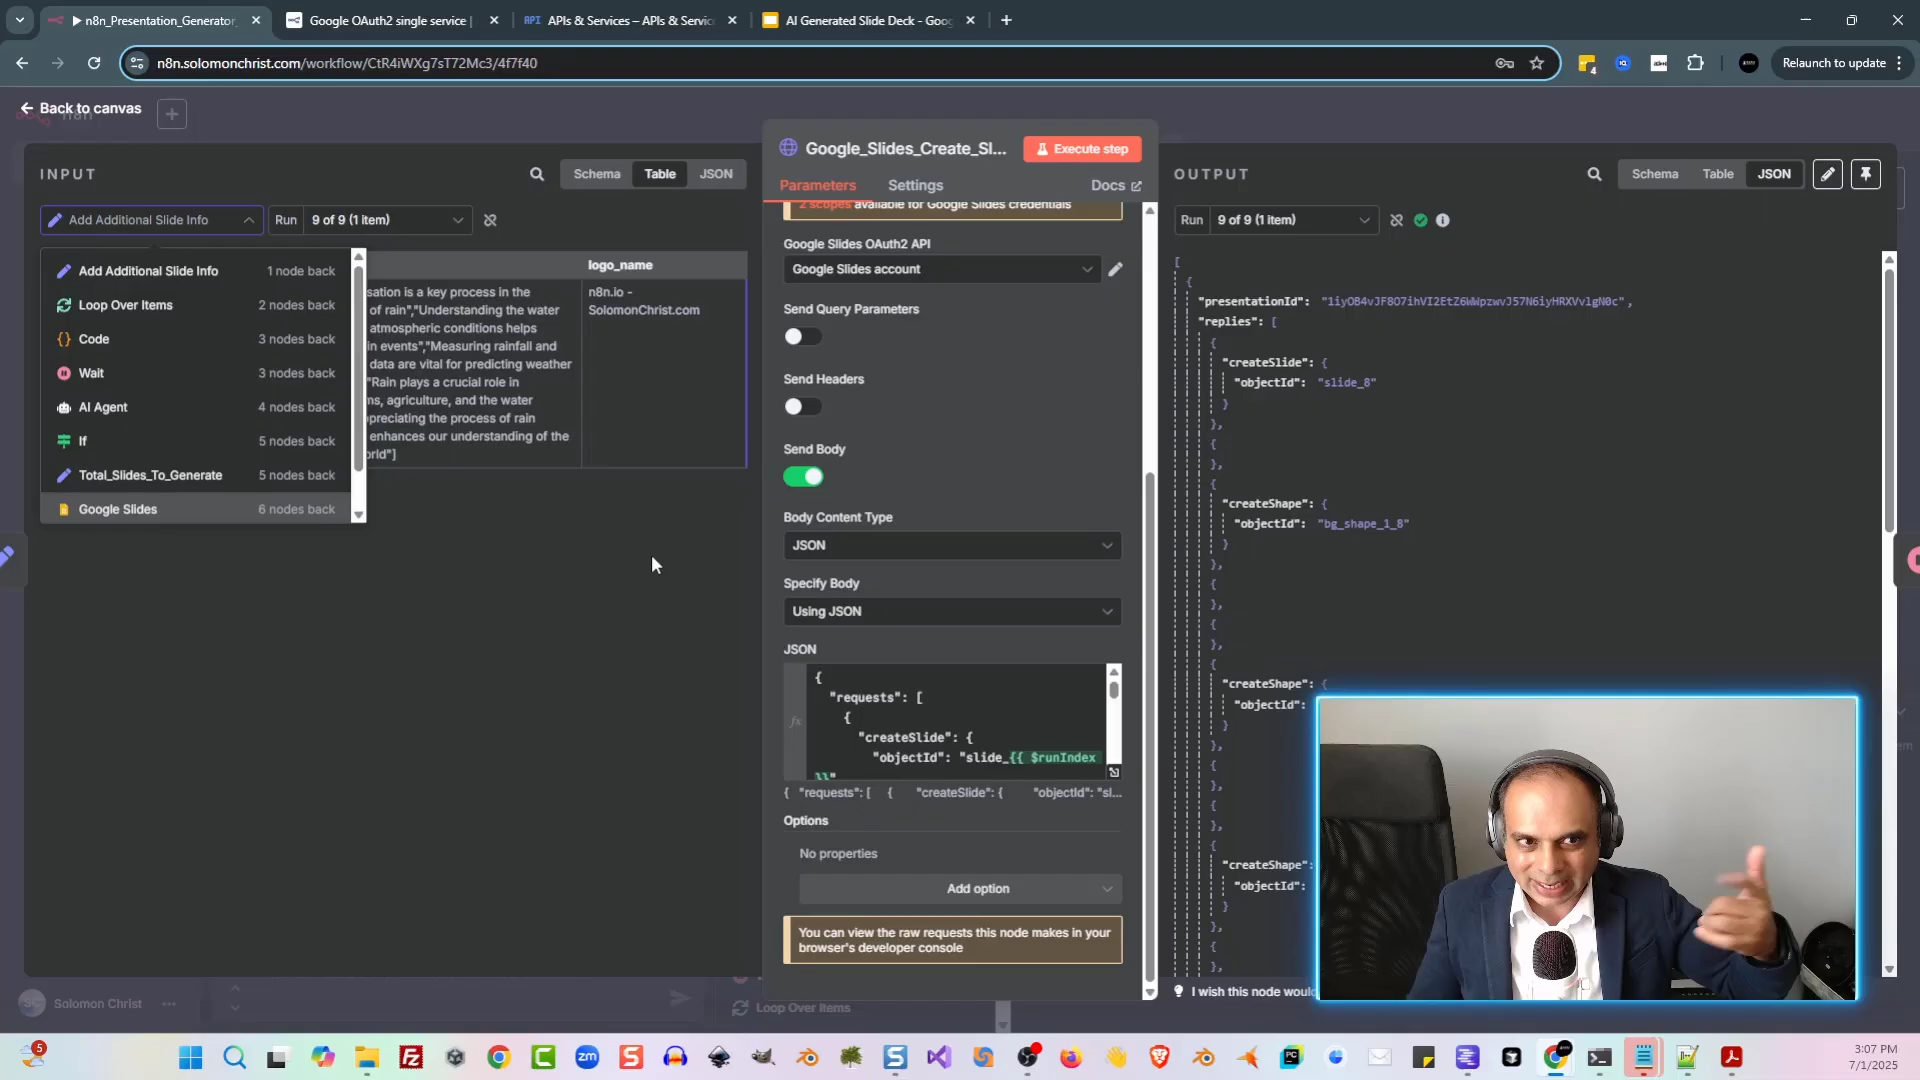 n8n_Presentation_Generator
Google OAuth2 single service |
API APIs & Services – APIs & Servic
AI Generated Slide Deck - Goo
n8n.solomonchrist.com/workflow/CtR4iWXg7sT72Mc3/4f7f40
4
Relaunch to update
Back to canvas
INPUT
Schema
Table
JSON
Add Additional Slide Info
Run
9 of 9 (1 item)
Add Additional Slide Info 1 node back
Loop Over Items 2 nodes back
Code 3 nodes back
Wait 3 nodes back
AI Agent 4 nodes back
If 5 nodes back
Total_Slides_To_Generate 5 nodes back
Google Slides 6 nodes back
logo_name
sation is a key process in the
of rain","Understanding the water
atmospheric conditions helps
in events","Measuring rainfall and
data are vital for predicting weather
"Rain plays a crucial role in
ms, agriculture, and the water
preciating the process of rain
enhances our understanding of the
orld"]
n8n.io -
SolomonChrist.com
Google_Slides_Create_Sl...
Execute step
Parameters
Settings
Docs
2 scopes available for Google Slides credentials
Google Slides OAuth2 API
Google Slides account
Send Query Parameters
Send Headers
Send Body
Body Content Type
JSON
Specify Body
Using JSON
JSON
fx
{
"requests": [
{
"createSlide": {
"objectId": "slide_{{ $runIndex
}}"
{ "requests": [ { "createSlide": { "objectId": "sl...
Options
No properties
Add option
You can view the raw requests this node makes in your
browser's developer console
OUTPUT
Schema
Table
JSON
Run
9 of 9 (1 item)
[
{
"presentationId":
"replies": [
{
"createSlide": {
"objectId": "slide_8"
}
},
{
},
{
"createShape": {
"objectId": "bg_shape_1_8"
}
},
{
},
{
},
{
"createShape": {
"objectId":
}
},
{
},
{
},
{
"createShape":
"objectId":
}
},
{
},
I wish this node would
Solomon Christ
Loop Over Items
5
3:07 PM
7/1/2025